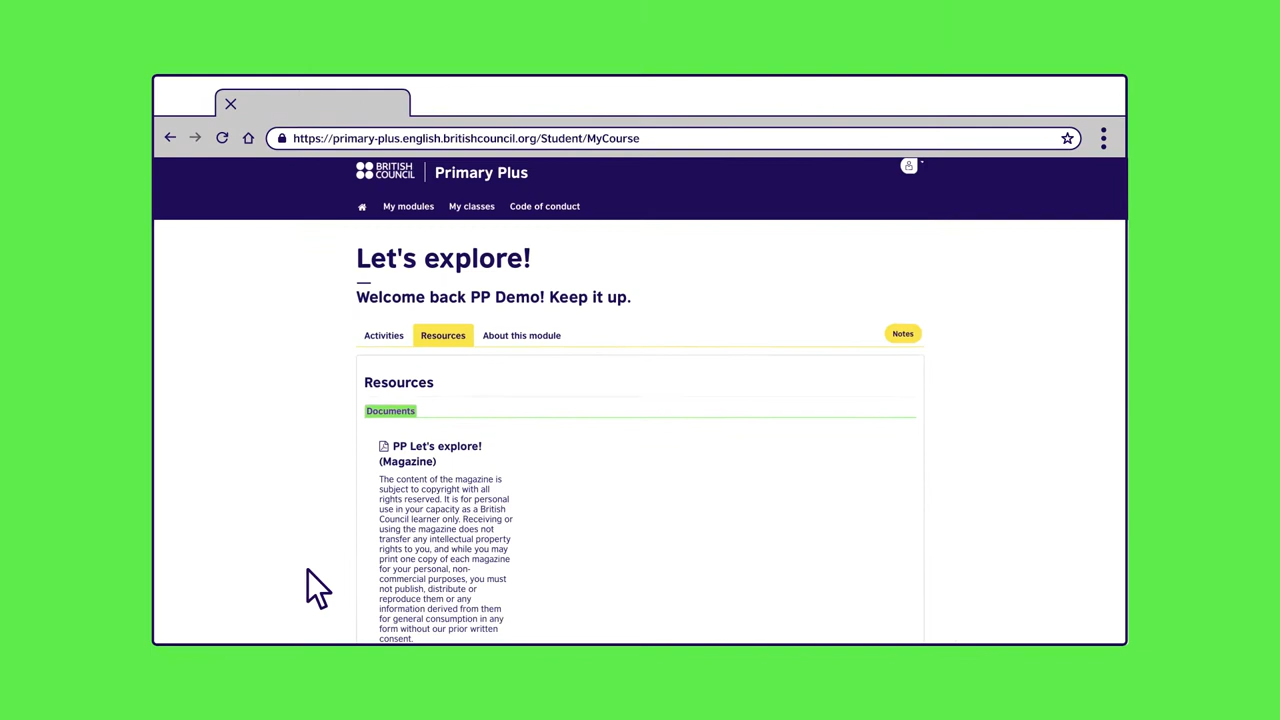 https://primary-plus.english.britishcouncil.org/Student/MyCourse
BRITISH
COUNCIL
Primary Plus
My modules My classes Code of conduct
Let's explore!
Welcome back PP Demo! Keep it up.
Activities Resources About this module Notes
Resources
Documents
PP Let's explore!
(Magazine)
The content of the magazine is
subject to copyright with all
rights reserved. It is for personal
use in your capacity as a British
Council learner only. Receiving or
using the magazine does not
transfer any intellectual property
rights to you, and while you may
print one copy of each magazine
for your personal, non-
commercial purposes, you must
not publish, distribute or
reproduce them or any
information derived from them
for general consumption in any
form without our prior written
consent.